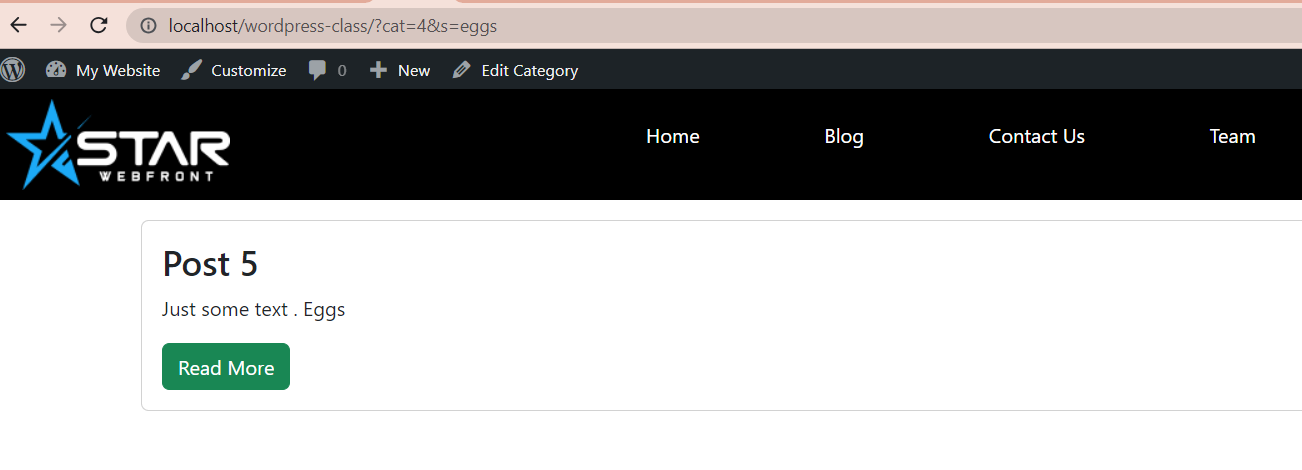 localhost/wordpress-class/?cat=4&s=eggs
My Website Customize 0 New Edit Category
STAR
WEBFRONT
Home Blog Contact Us Team
Post 5
Just some text . Eggs
Read More